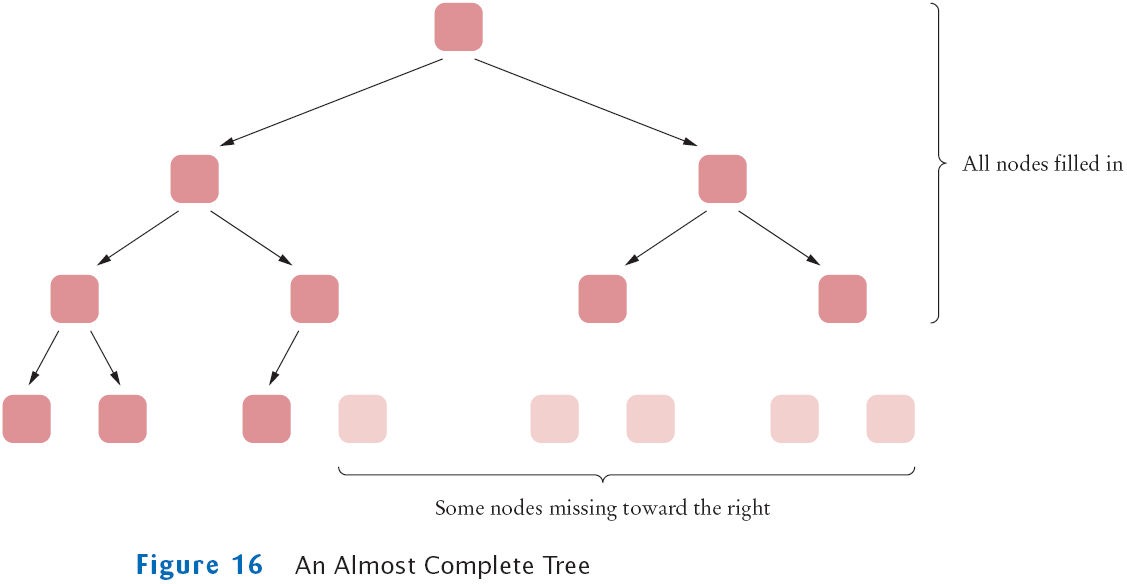 All nodes filled in
Some nodes missing toward the right
Figure 16 An Almost Complete Tree